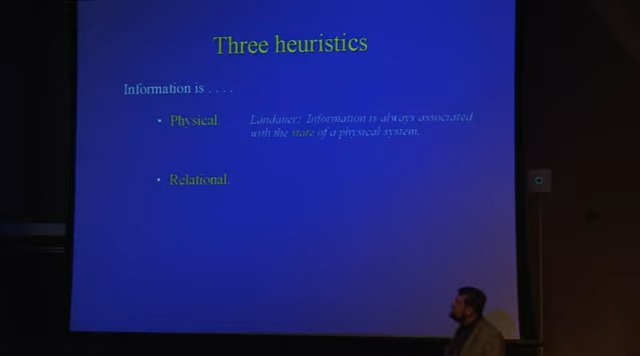 Three heuristics
Information is . . . .
• Physical. Landauer: Information is always associated
with the state of a physical system.
• Relational.